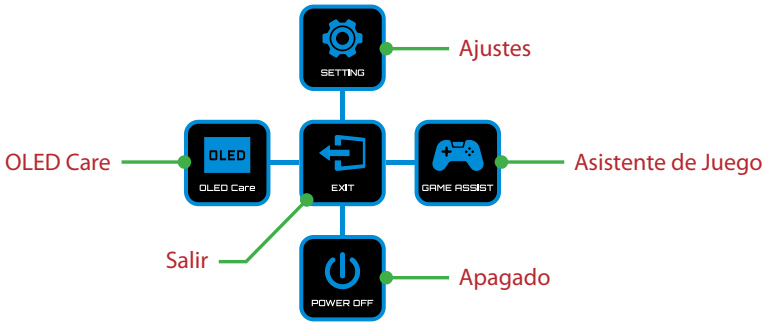 Ajustes
SETTING
OLED Care
OLED
OLED Care
EXIT
GAME ASSIST
Asistente de Juego
Salir
POWER OFF
Apagado